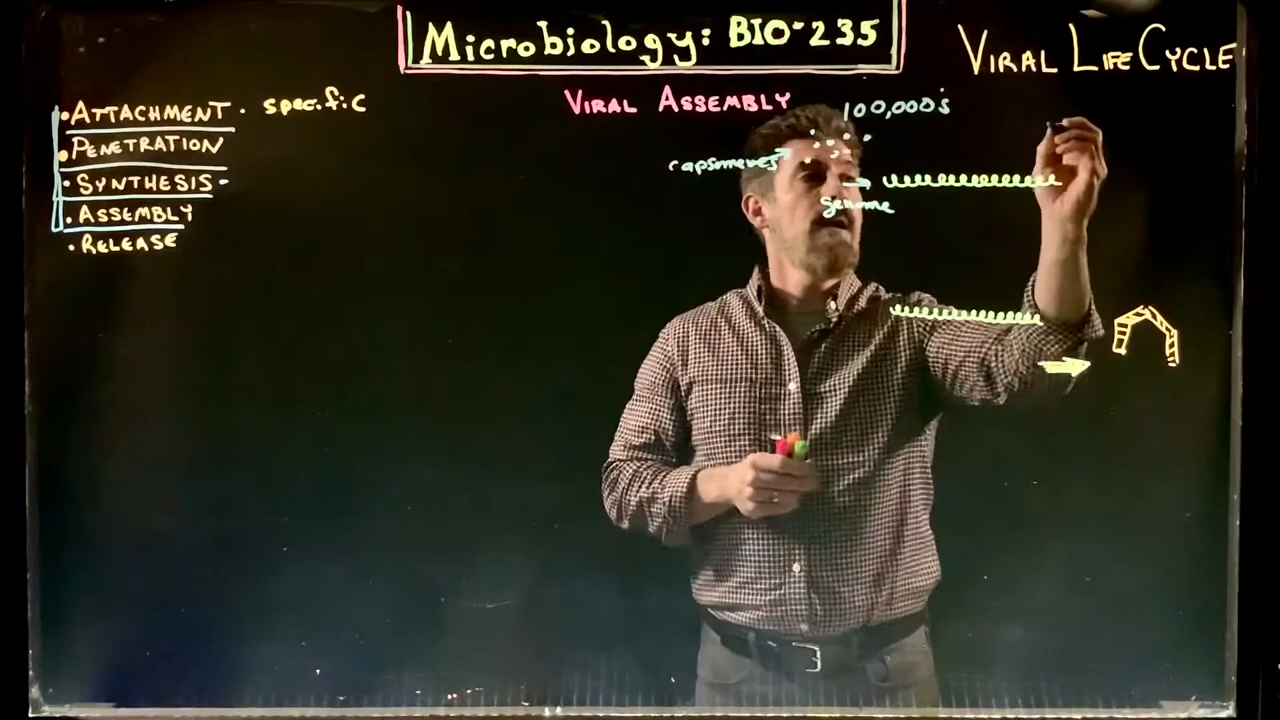 Microbiology: BIO-235
VIRAL LIFE CYCLE
• ATTACHMENT • specific
• PENETRATION
• SYNTHESIS •
• ASSEMBLY
• RELEASE
VIRAL ASSEMBLY
100,000's
capsomeres
genome